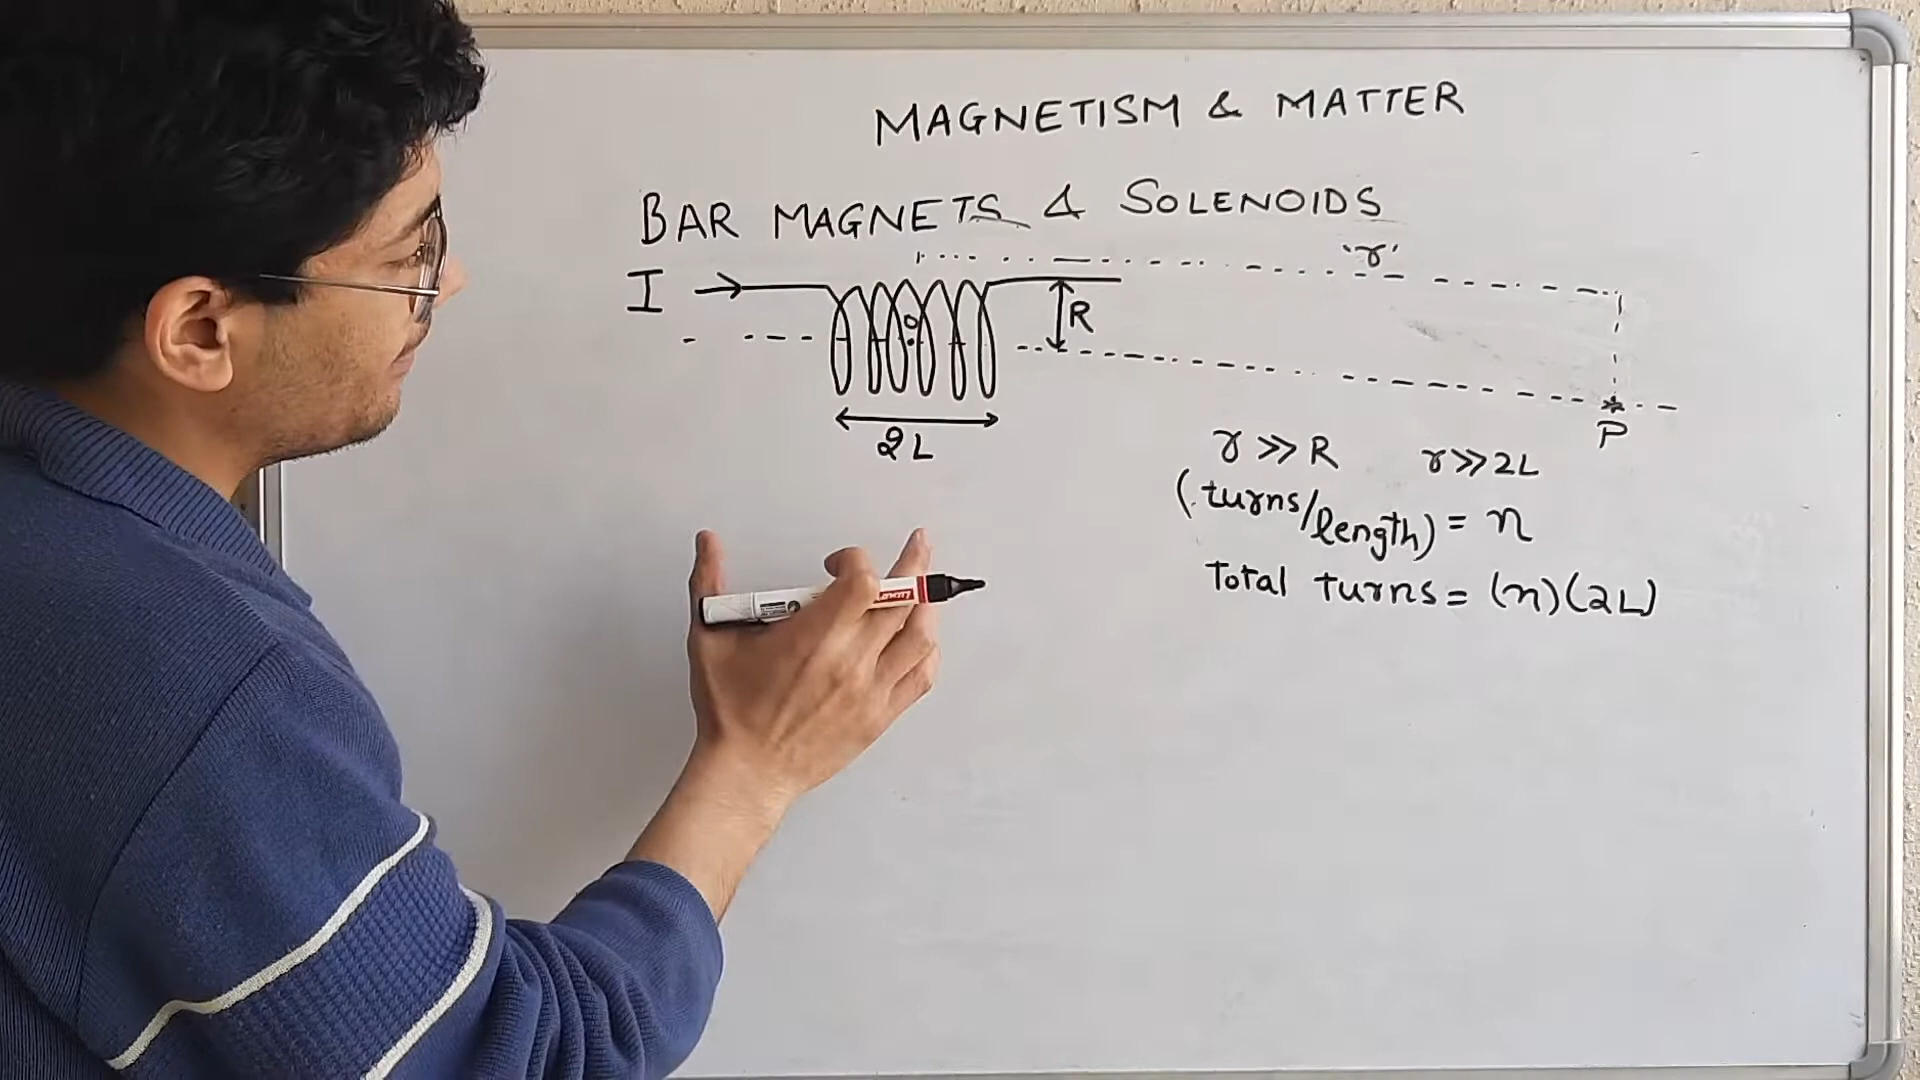 MAGNETISM & MATTER
BAR MAGNETS & SOLENOIDS
'r'
I
R
O
2L
P
r >> R r >> 2L
(turns/length) = n
Total turns = (n)(2L)